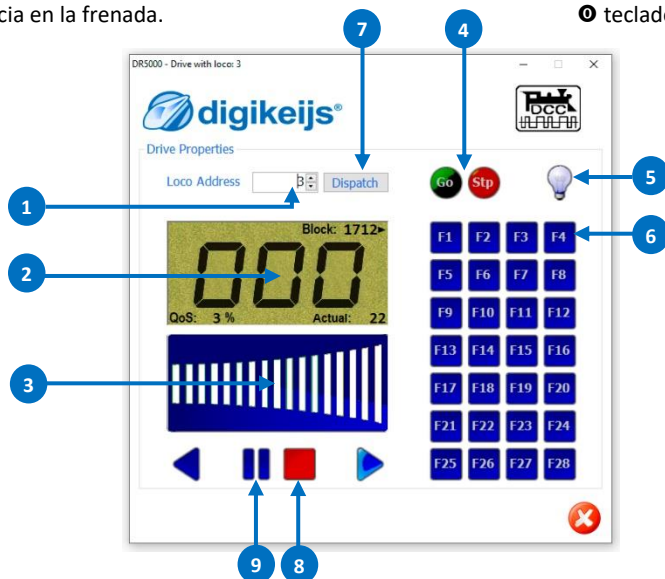 cia en la frenada.
⓿ teclado
7
4
DR5000 - Drive with loco: 3
digikeijs®
DCC
Drive Properties
Loco Address 3 Dispatch
Go Stp
5
1
Block: 1712►
F1 F2 F3 F4
6
2
000
F5 F6 F7 F8
QoS: 3 % Actual: 22
F9 F10 F11 F12
F13 F14 F15 F16
3
F17 F18 F19 F20
F21 F22 F23 F24
F25 F26 F27 F28
9
8